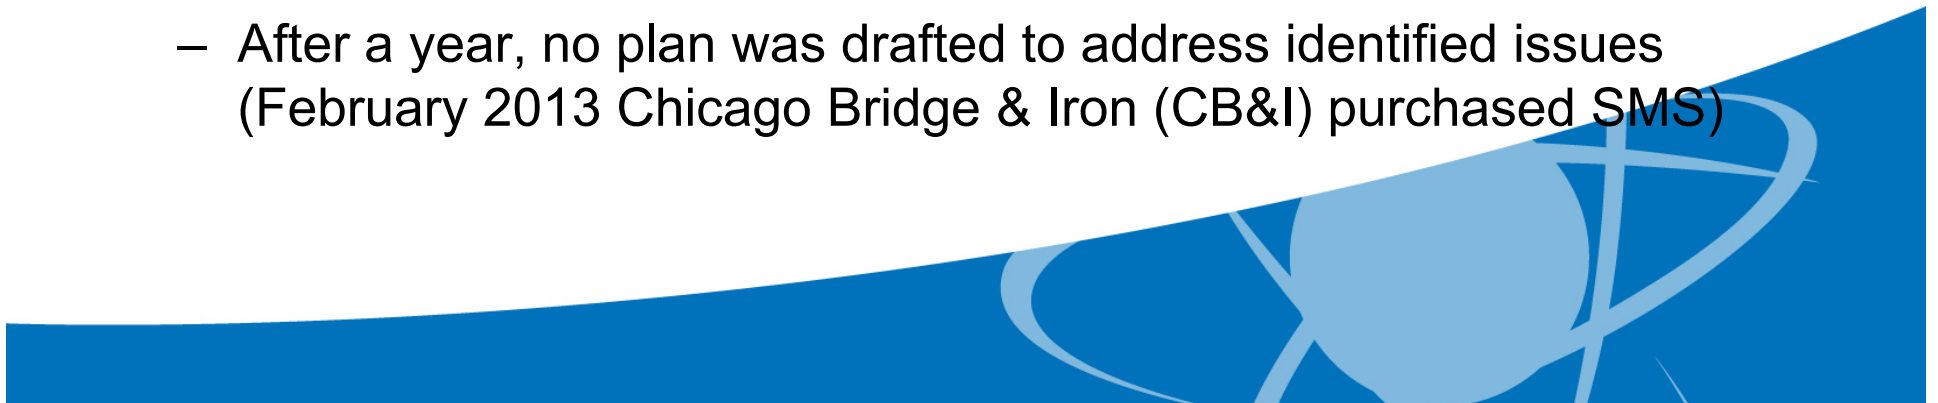 – After a year, no plan was drafted to address identified issues
(February 2013 Chicago Bridge & Iron (CB&I) purchased SMS)